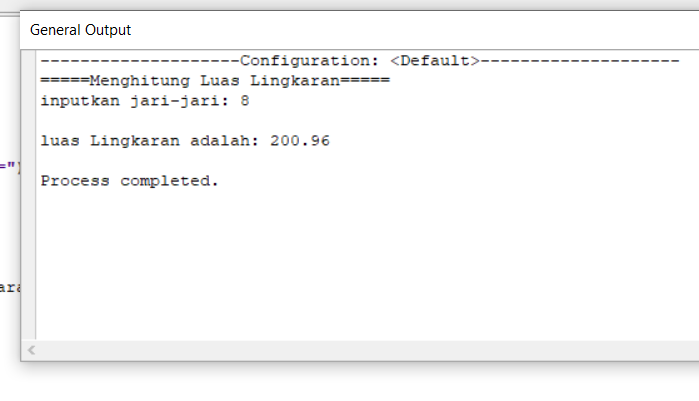 General Output
--------------------Configuration: <Default>--------------------
=====Menghitung Luas Lingkaran=====
inputkan jari-jari: 8
luas Lingkaran adalah: 200.96
=")
Process completed.
ara